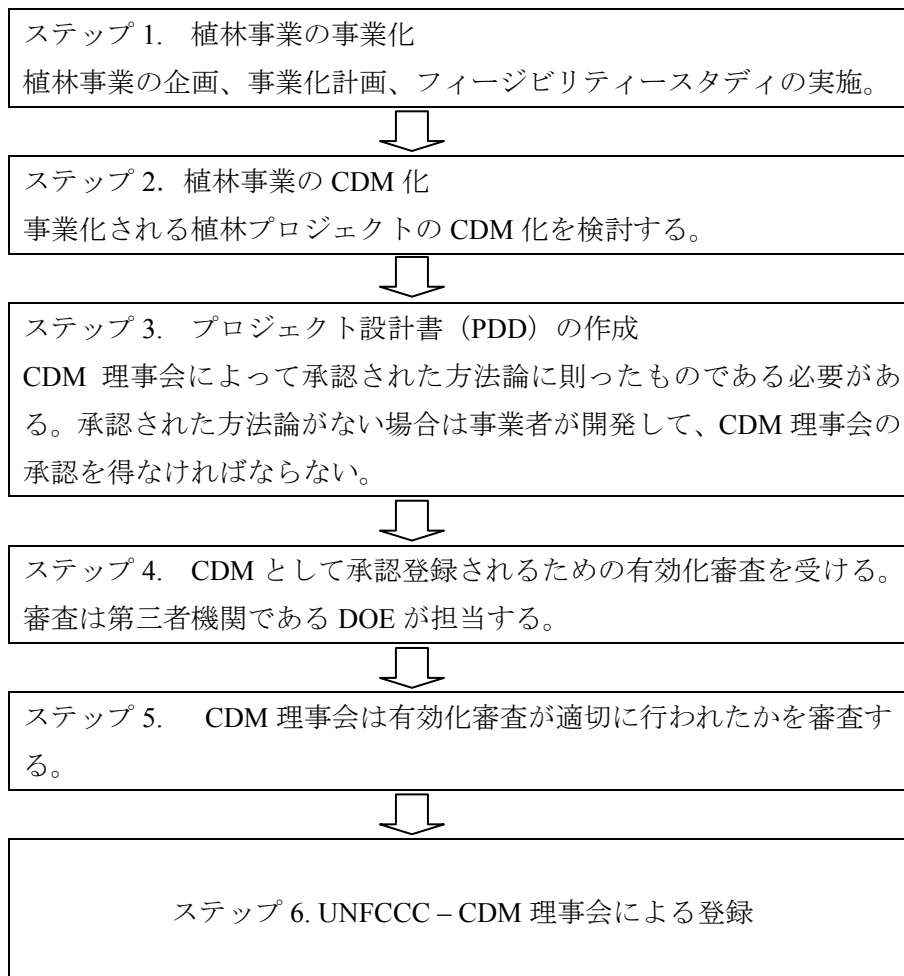 ステップ 1. 植林事業の事業化
植林事業の企画、事業化計画、フィージビリティースタディの実施。
ステップ 2. 植林事業の CDM 化
事業化される植林プロジェクトの CDM 化を検討する。
ステップ 3. プロジェクト設計書（PDD）の作成
CDM 理事会によって承認された方法論に則ったものである必要があ
る。承認された方法論がない場合は事業者が開発して、CDM 理事会の
承認を得なければならない。
ステップ 4. CDM として承認登録されるための有効化審査を受ける。
審査は第三者機関である DOE が担当する。
ステップ 5. CDM 理事会は有効化審査が適切に行われたかを審査す
る。
ステップ 6. UNFCCC – CDM 理事会による登録